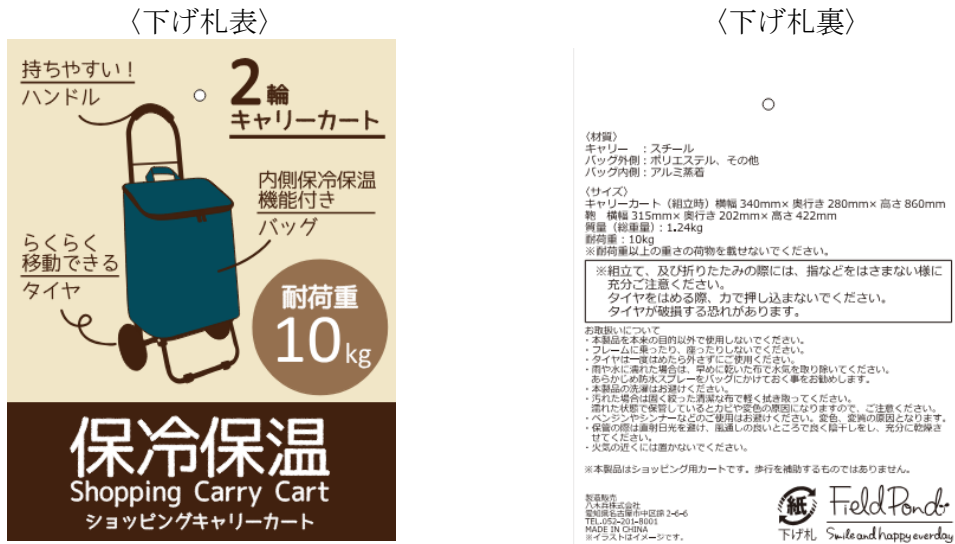 〈下げ札表〉
持ちやすい！
ハンドル
2輪
キャリーカート
内側保冷保温
機能付き
バッグ
らくらく
移動できる
タイヤ
耐荷重
10kg
保冷保温
Shopping Carry Cart
ショッピングキャリーカート
〈下げ札裏〉
〈材質〉
キャリー　：スチール
バッグ外側：ポリエステル、その他
バッグ内側：アルミ蒸着
〈サイズ〉
キャリーカート（組立時）横幅 340mm× 奥行き 280mm× 高さ 860mm
鞄　横幅 315mm× 奥行き 202mm× 高さ 422mm
質量（総重量）：1.24kg
耐荷重：10kg
※耐荷重以上の重さの荷物を載せないでください。
※組立て、及び折りたたみの際には、指などをはさまない様に
充分ご注意ください。
タイヤをはめる際、力で押し込まないでください。
タイヤが破損する恐れがあります。
お取扱いについて
・本製品を本来の目的以外で使用しないでください。
・フレームに乗ったり、座ったりしないでください。
・タイヤは一度はめたら外さずにご使用ください。
・雨や水に濡れた場合は、早めに乾いた布で水気を取り除いてください。
あらかじめ防水スプレーをバッグにかけておく事をお勧めします。
・本製品の洗濯はお避けください。
・汚れた場合は固く絞った清潔な布で軽く拭き取ってください。
濡れた状態で保管しているとカビや変色の原因になりますので、ご注意ください。
・ベンジンやシンナーなどのご使用はお避けください。変色、変質の原因となります。
・保管の際は直射日光を避け、風通しの良いところで良く陰干しをし、充分に乾燥さ
せてください。
・火気の近くには置かないでください。
※本製品はショッピング用カートです。歩行を補助するものではありません。
製造販売
八木兵株式会社
愛知県名古屋市中区錦 2-6-6
TEL.052-201-8001
MADE IN CHINA
※イラストはイメージです。
紙
下げ札
Field Pond.
Smile and happy everday